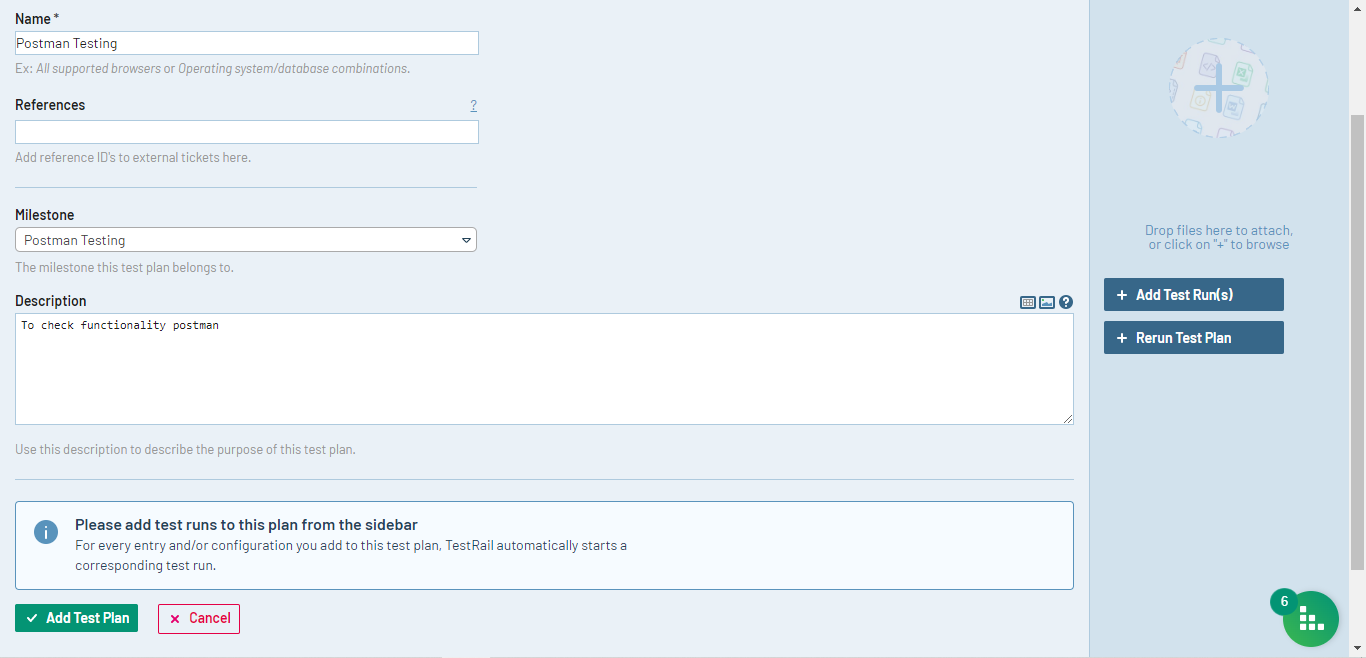 Name *
Postman Testing
Ex: All supported browsers or Operating system/database combinations.
References ?
Add reference ID's to external tickets here.
Milestone
Postman Testing
The milestone this test plan belongs to.
Description
To check functionality postman
Use this description to describe the purpose of this test plan.
Please add test runs to this plan from the sidebar
For every entry and/or configuration you add to this test plan, TestRail automatically starts a
corresponding test run.
Add Test Plan
Cancel
Drop files here to attach,
or click on "+" to browse
+ Add Test Run(s)
+ Rerun Test Plan
6